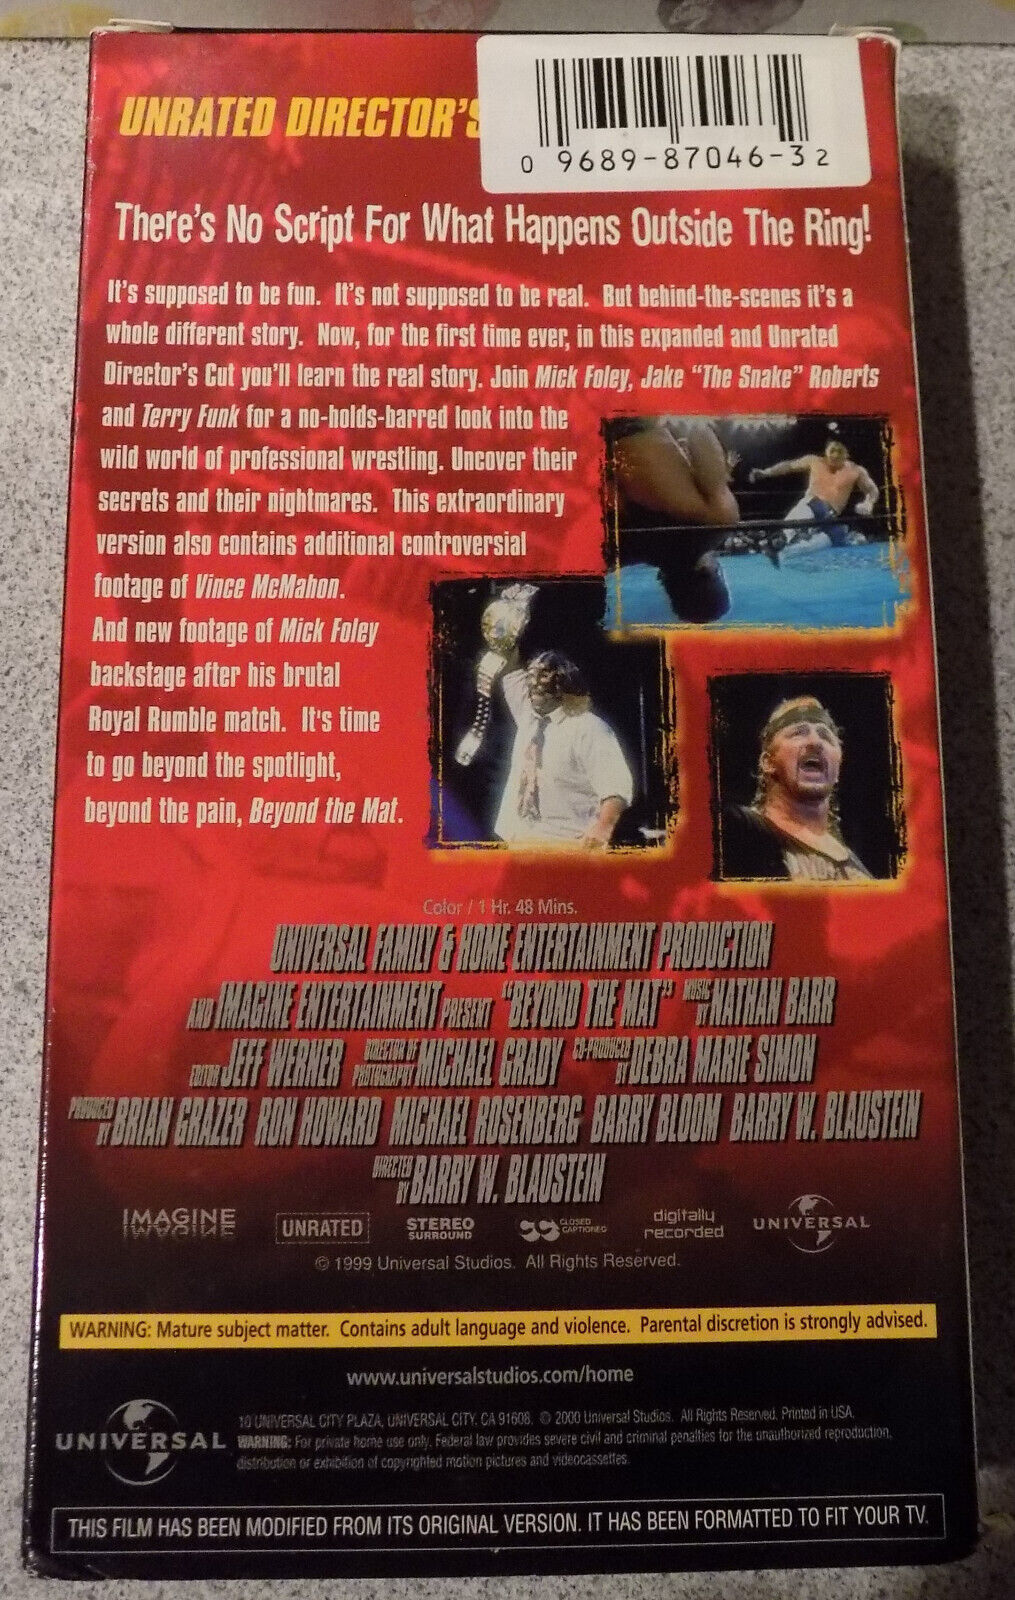 UNRATED DIRECTOR'S
0 9689-87046-3 2
There's No Script For What Happens Outside The Ring!
It's supposed to be fun. It's not supposed to be real. But behind-the-scenes it's a
whole different story. Now, for the first time ever, in this expanded and Unrated
Director's Cut you'll learn the real story. Join Mick Foley, Jake "The Snake" Roberts
and Terry Funk for a no-holds-barred look into the
wild world of professional wrestling. Uncover their
secrets and their nightmares. This extraordinary
version also contains additional controversial
footage of Vince McMahon.
And new footage of Mick Foley
backstage after his brutal
Royal Rumble match. It's time
to go beyond the spotlight,
beyond the pain, Beyond the Mat.
Color / 1 Hr. 48 Mins.
UNIVERSAL FAMILY & HOME ENTERTAINMENT PRODUCTION
AND IMAGINE ENTERTAINMENT PRESENT "BEYOND THE MAT" MUSIC BY NATHAN BARR
EDITOR JEFF WERNER DIRECTOR OF PHOTOGRAPHY MICHAEL GRADY CO-PRODUCED BY DEBRA MARIE SIMON
PRODUCED BY BRIAN GRAZER RON HOWARD MICHAEL ROSENBERG BARRY BLOOM BARRY W. BLAUSTEIN
DIRECTED BY BARRY W. BLAUSTEIN
IMAGINE UNRATED STEREO SURROUND CLOSED CAPTIONED digitally recorded UNIVERSAL
© 1999 Universal Studios. All Rights Reserved.
WARNING: Mature subject matter. Contains adult language and violence. Parental discretion is strongly advised.
www.universalstudios.com/home
UNIVERSAL
10 UNIVERSAL CITY PLAZA, UNIVERSAL CITY, CA 91608. © 2000 Universal Studios. All Rights Reserved. Printed in USA.
WARNING: For private home use only. Federal law provides severe civil and criminal penalties for the unauthorized reproduction,
distribution or exhibition of copyrighted motion pictures and videocassettes.
THIS FILM HAS BEEN MODIFIED FROM ITS ORIGINAL VERSION. IT HAS BEEN FORMATTED TO FIT YOUR TV.